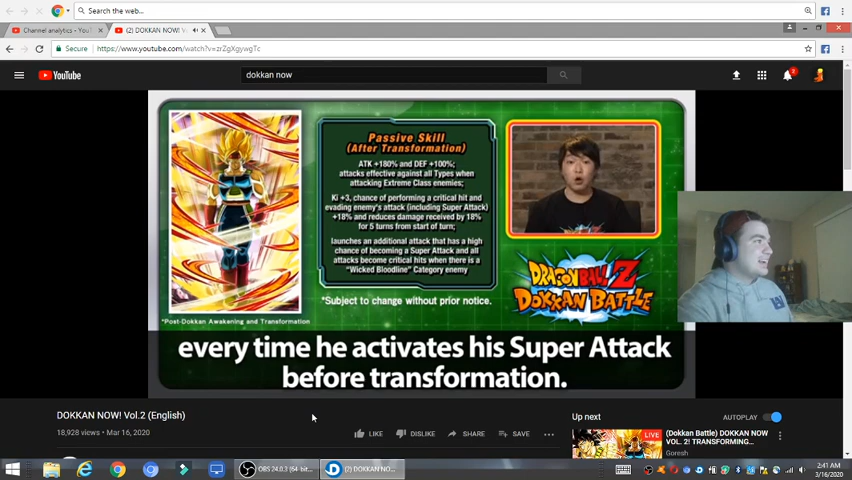 Search the web...
Channel analytics - YouT
(2) DOKKAN NOW! Vol.2
Secure
https://www.youtube.com/watch?v=zrZgXgywgTc
YouTube
dokkan now
2
Passive Skill
(After Transformation)
ATK +180% and DEF +100%;
attacks effective against all Types when
attacking Extreme Class enemies;
Ki +3, chance of performing a critical hit and
evading enemy's attack (including Super Attack)
+18% and reduces damage received by 18%
for 5 turns from start of turn;
launches an additional attack that has a high
chance of becoming a Super Attack and all
attacks become critical hits when there is a
"Wicked Bloodline" Category enemy
*Subject to change without prior notice.
*Post-Dokkan Awakening and Transformation
DRAGON BALL Z
DOKKAN BATTLE
every time he activates his Super Attack
before transformation.
DOKKAN NOW! Vol.2 (English)
18,928 views • Mar 16, 2020
LIKE
DISLIKE
SHARE
SAVE
Up next
AUTOPLAY
LIVE
(Dokkan Battle) DOKKAN NOW
VOL. 2! TRANSFORMING...
Goresh
OBS 24.0.3 (64-bit...
(2) DOKKAN NO...
2:41 AM
3/16/2020